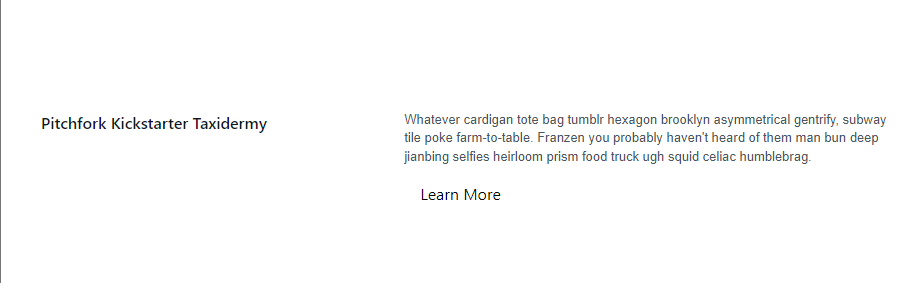 Pitchfork Kickstarter Taxidermy
Whatever cardigan tote bag tumblr hexagon brooklyn asymmetrical gentrify, subway
tile poke farm-to-table. Franzen you probably haven't heard of them man bun deep
jianbing selfies heirloom prism food truck ugh squid celiac humblebrag.
Learn More